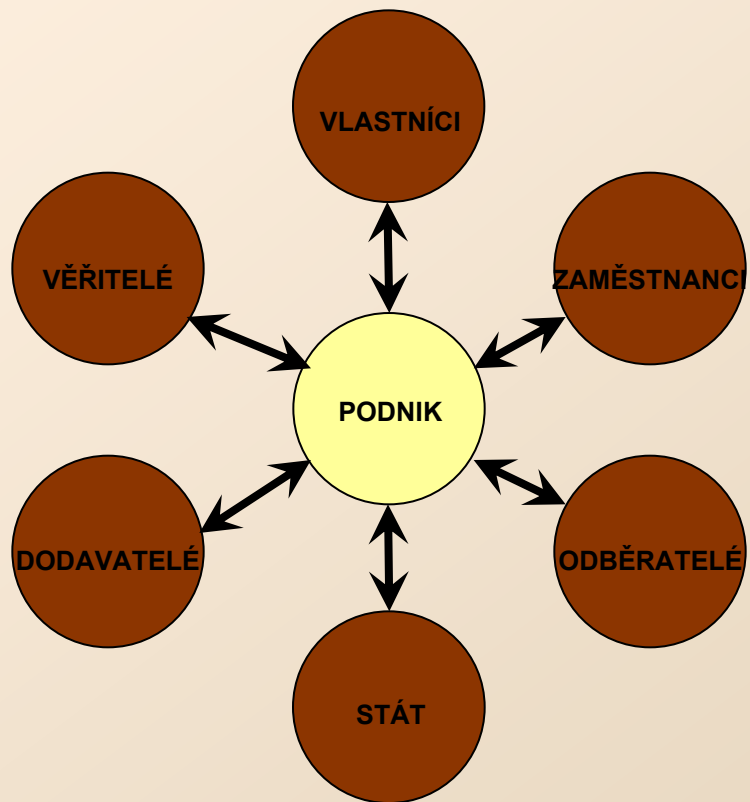 VLASTNÍCI
VĚŘITELÉ
ZAMĚSTNANCI
PODNIK
DODAVATELÉ
ODBĚRATELÉ
STÁT